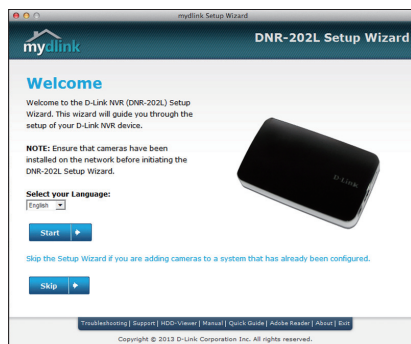 mydlink Setup Wizard
mydlink
DNR-202L Setup Wizard
Welcome
Welcome to the D-Link NVR (DNR-202L) Setup
Wizard. This wizard will guide you through the
setup of your D-Link NVR device.
NOTE: Ensure that cameras have been
installed on the network before initiating the
DNR-202L Setup Wizard.
D-Link
Select your Language:
English
Start
Skip the Setup Wizard if you are adding cameras to a system that has already been configured.
Skip
Troubleshooting | Support | HDD-Viewer | Manual | Quick Guide | Adobe Reader | About | Exit
Copyright © 2013 D-Link Corporation Inc. All rights reserved.